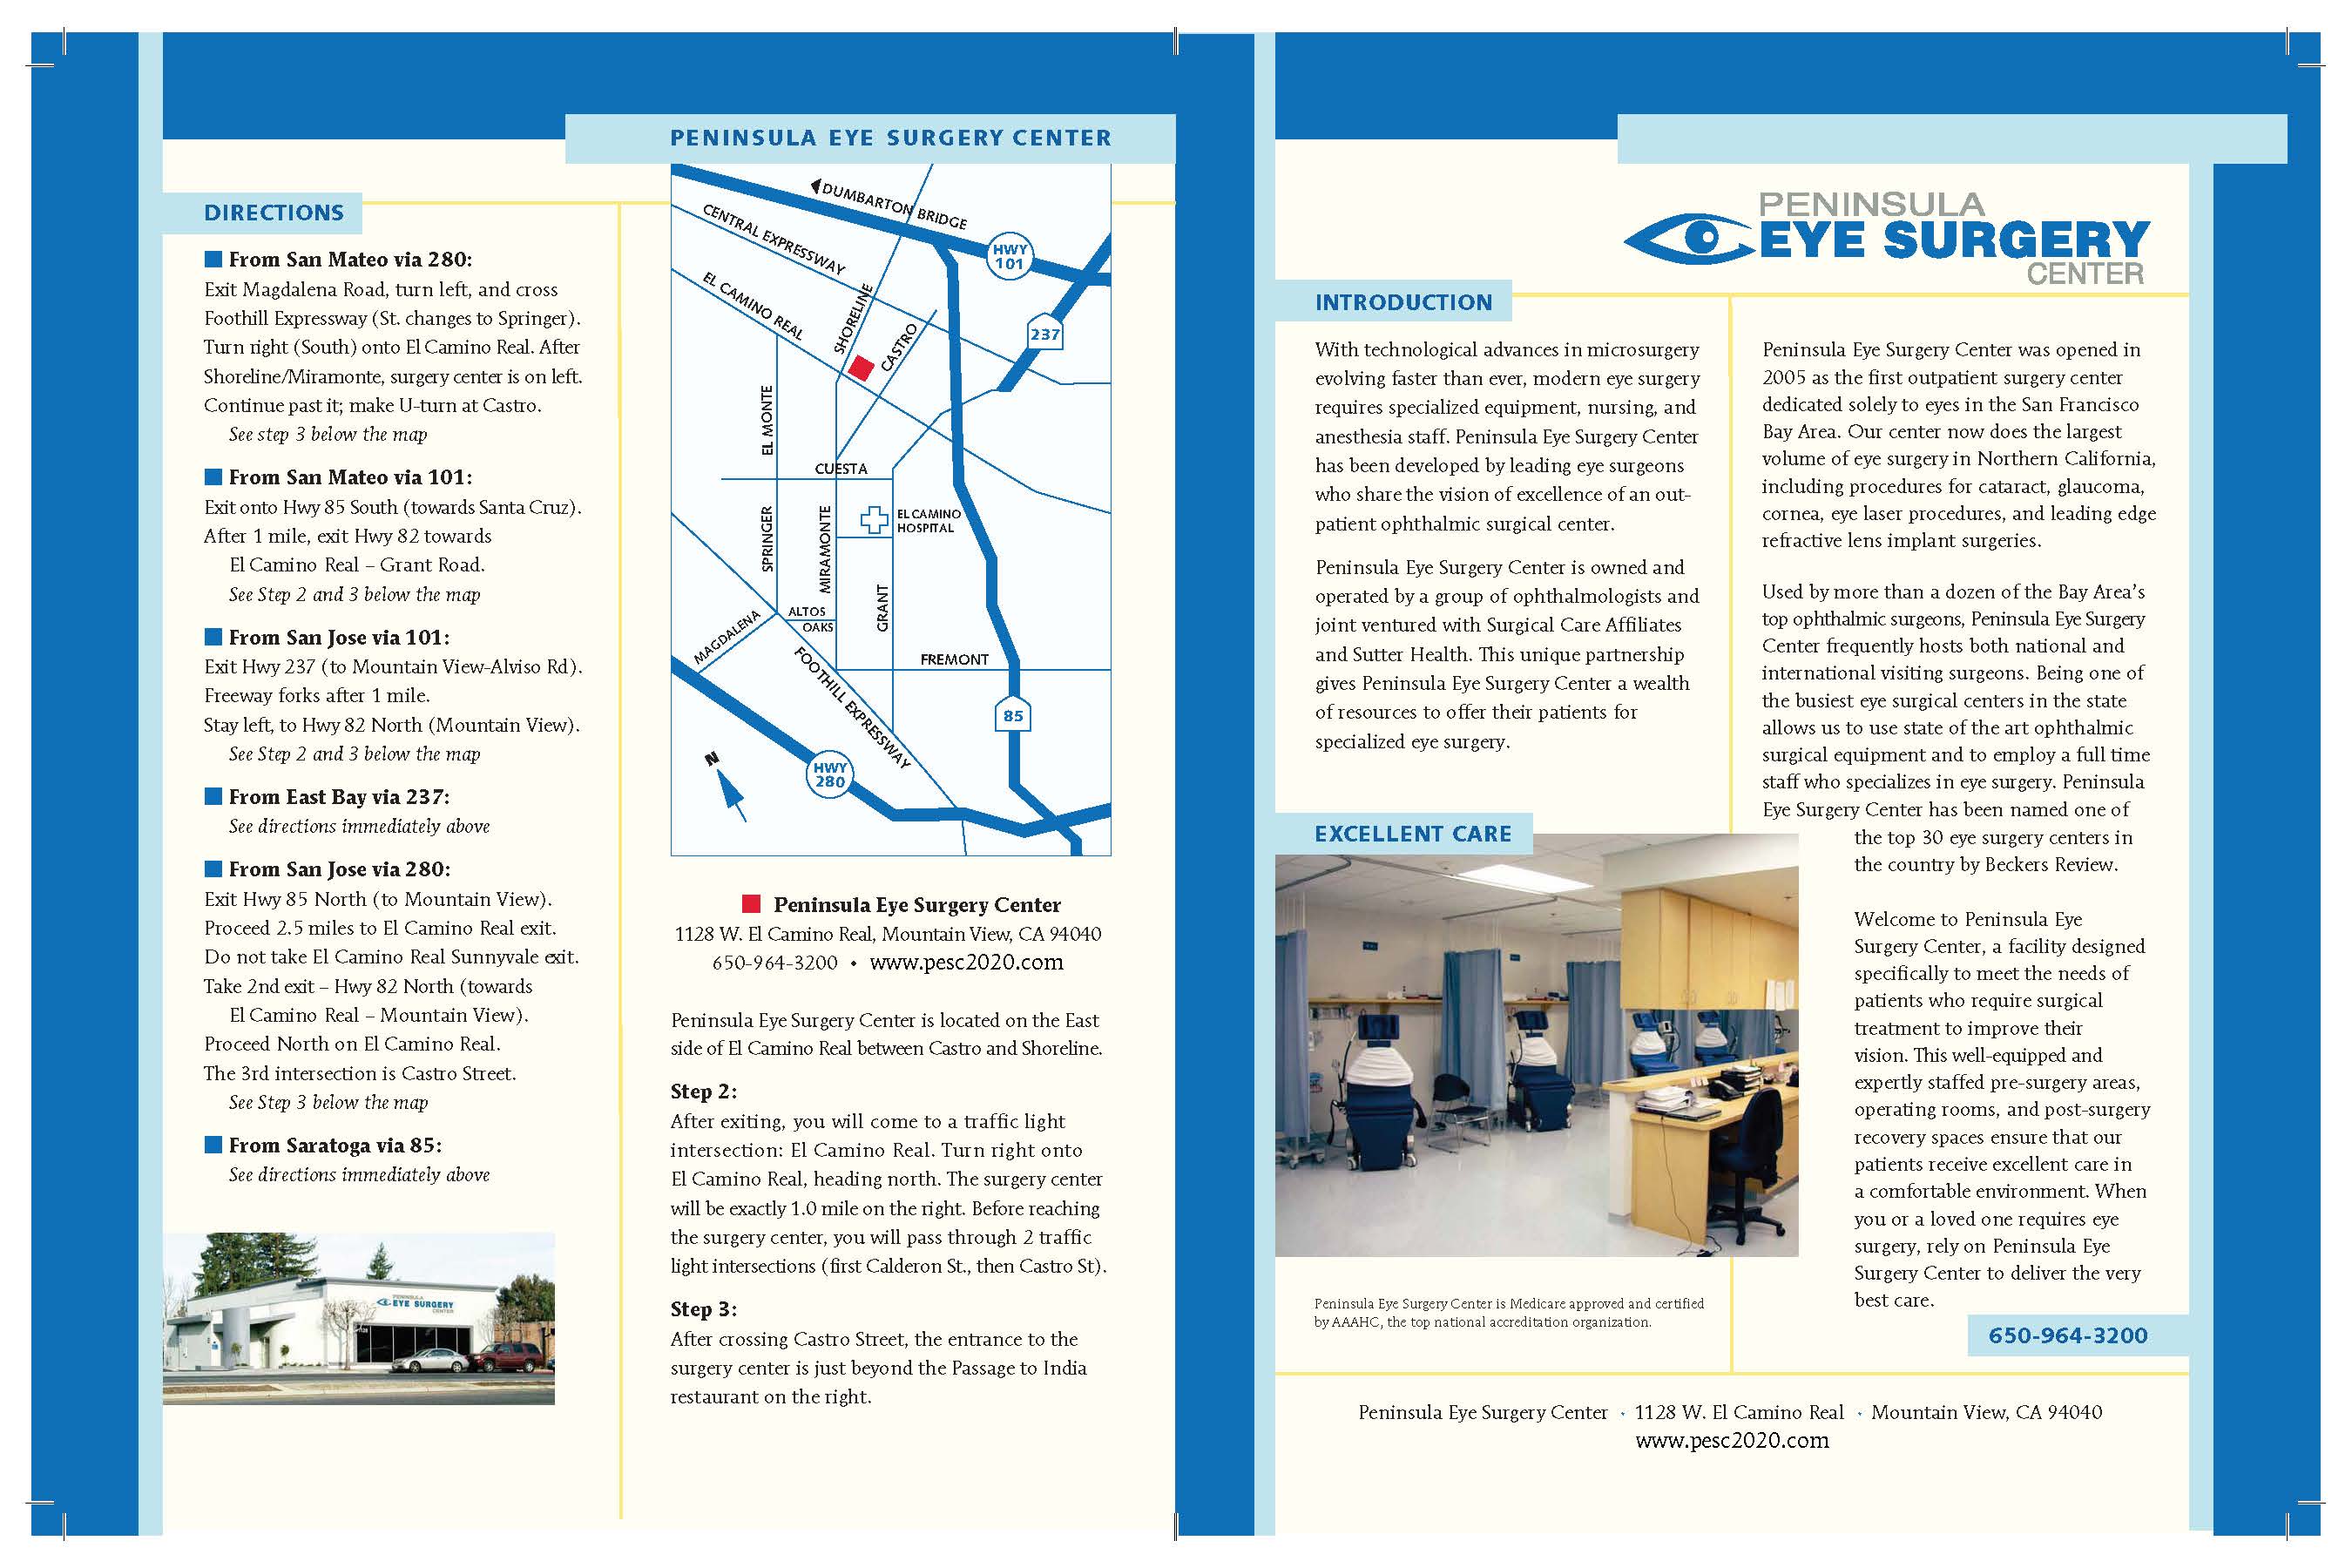 PENINSULA EYE SURGERY CENTER
DIRECTIONS
From San Mateo via 280:
Exit Magdalena Road, turn left, and cross
Foothill Expressway (St. changes to Springer).
Turn right (South) onto El Camino Real. After
Shoreline/Miramonte, surgery center is on left.
Continue past it; make U-turn at Castro.
See step 3 below the map
From San Mateo via 101:
Exit onto Hwy 85 South (towards Santa Cruz).
After 1 mile, exit Hwy 82 towards
El Camino Real – Grant Road.
See Step 2 and 3 below the map
From San Jose via 101:
Exit Hwy 237 (to Mountain View-Alviso Rd).
Freeway forks after 1 mile.
Stay left, to Hwy 82 North (Mountain View).
See Step 2 and 3 below the map
From East Bay via 237:
See directions immediately above
From San Jose via 280:
Exit Hwy 85 North (to Mountain View).
Proceed 2.5 miles to El Camino Real exit.
Do not take El Camino Real Sunnyvale exit.
Take 2nd exit – Hwy 82 North (towards
El Camino Real – Mountain View).
Proceed North on El Camino Real.
The 3rd intersection is Castro Street.
See Step 3 below the map
From Saratoga via 85:
See directions immediately above
PENINSULA
EYE SURGERY
CENTER
1128
DUMBARTON BRIDGE
CENTRAL EXPRESSWAY
HWY
101
EL CAMINO REAL
SHORELINE
CASTRO
237
EL MONTE
CUESTA
SPRINGER
MIRAMONTE
EL CAMINO
HOSPITAL
GRANT
ALTOS
OAKS
MAGDALENA
FREMONT
FOOTHILL EXPRESSWAY
85
N
HWY
280
Peninsula Eye Surgery Center
1128 W. El Camino Real, Mountain View, CA 94040
650-964-3200 • www.pesc2020.com
Peninsula Eye Surgery Center is located on the East
side of El Camino Real between Castro and Shoreline.
Step 2:
After exiting, you will come to a traffic light
intersection: El Camino Real. Turn right onto
El Camino Real, heading north. The surgery center
will be exactly 1.0 mile on the right. Before reaching
the surgery center, you will pass through 2 traffic
light intersections (first Calderon St., then Castro St).
Step 3:
After crossing Castro Street, the entrance to the
surgery center is just beyond the Passage to India
restaurant on the right.
PENINSULA
EYE SURGERY
CENTER
INTRODUCTION
With technological advances in microsurgery
evolving faster than ever, modern eye surgery
requires specialized equipment, nursing, and
anesthesia staff. Peninsula Eye Surgery Center
has been developed by leading eye surgeons
who share the vision of excellence of an out-
patient ophthalmic surgical center.
Peninsula Eye Surgery Center is owned and
operated by a group of ophthalmologists and
joint ventured with Surgical Care Affiliates
and Sutter Health. This unique partnership
gives Peninsula Eye Surgery Center a wealth
of resources to offer their patients for
specialized eye surgery.
EXCELLENT CARE
Peninsula Eye Surgery Center is Medicare approved and certified
by AAAHC, the top national accreditation organization.
Peninsula Eye Surgery Center was opened in
2005 as the first outpatient surgery center
dedicated solely to eyes in the San Francisco
Bay Area. Our center now does the largest
volume of eye surgery in Northern California,
including procedures for cataract, glaucoma,
cornea, eye laser procedures, and leading edge
refractive lens implant surgeries.
Used by more than a dozen of the Bay Area's
top ophthalmic surgeons, Peninsula Eye Surgery
Center frequently hosts both national and
international visiting surgeons. Being one of
the busiest eye surgical centers in the state
allows us to use state of the art ophthalmic
surgical equipment and to employ a full time
staff who specializes in eye surgery. Peninsula
Eye Surgery Center has been named one of
the top 30 eye surgery centers in
the country by Beckers Review.
Welcome to Peninsula Eye
Surgery Center, a facility designed
specifically to meet the needs of
patients who require surgical
treatment to improve their
vision. This well-equipped and
expertly staffed pre-surgery areas,
operating rooms, and post-surgery
recovery spaces ensure that our
patients receive excellent care in
a comfortable environment. When
you or a loved one requires eye
surgery, rely on Peninsula Eye
Surgery Center to deliver the very
best care.
650-964-3200
Peninsula Eye Surgery Center • 1128 W. El Camino Real • Mountain View, CA 94040
www.pesc2020.com